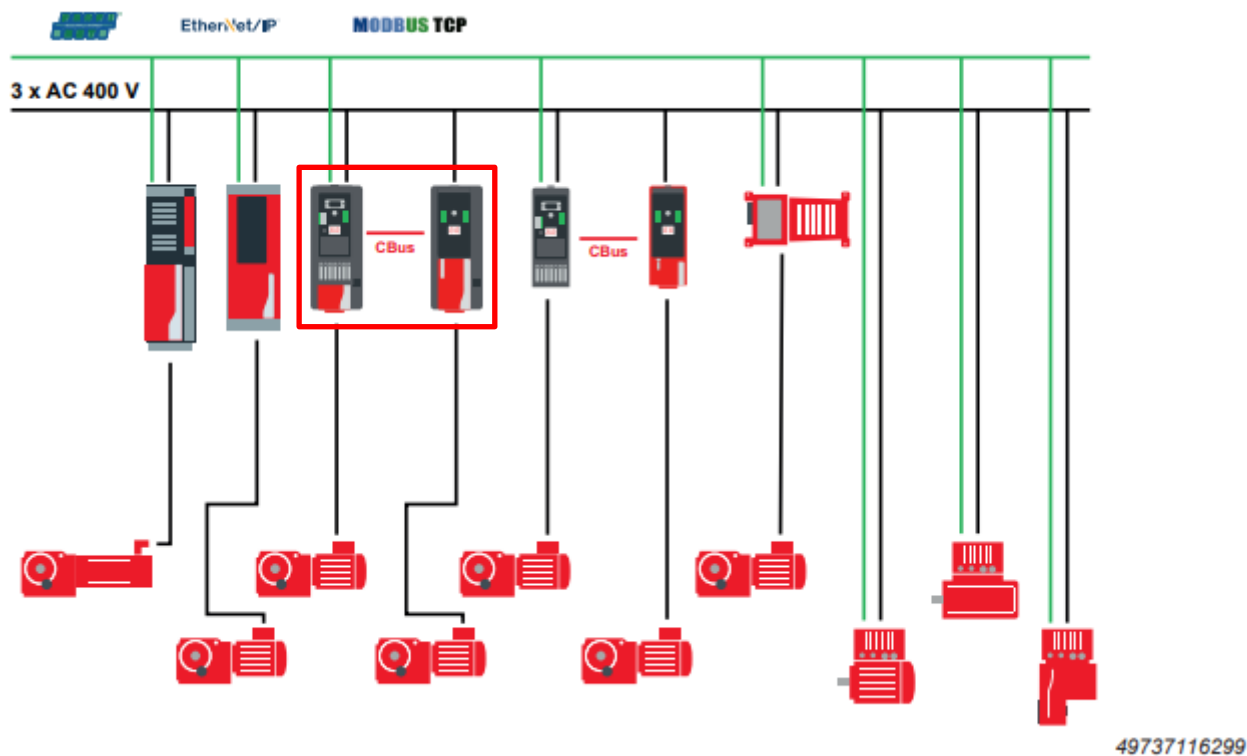 EtherNet/IP
MODBUS TCP
3 x AC 400 V
CBus
CBus
49737116299